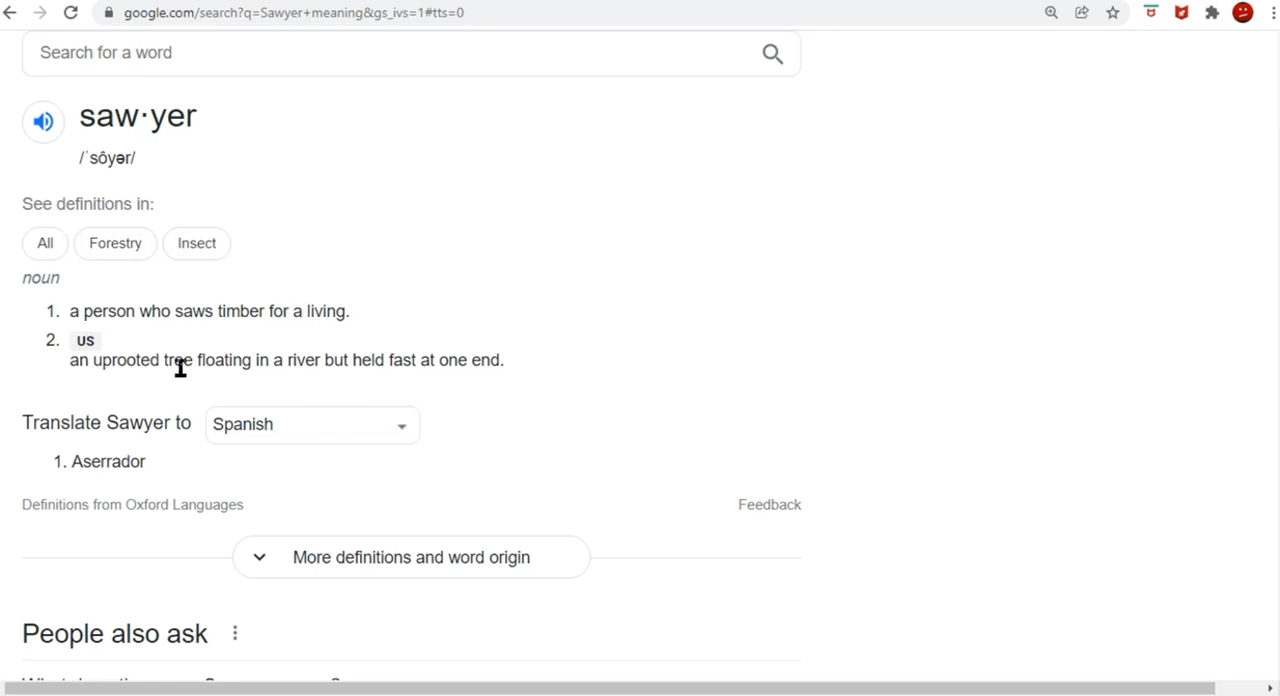 google.com/search?q=Sawyer+meaning&gs_ivs=1#tts=0
Search for a word
saw·yer
/ˈsôyər/
See definitions in:
All Forestry Insect
noun
1. a person who saws timber for a living.
2. US
an uprooted tree floating in a river but held fast at one end.
Translate Sawyer to Spanish
1. Aserrador
Definitions from Oxford Languages Feedback
More definitions and word origin
People also ask